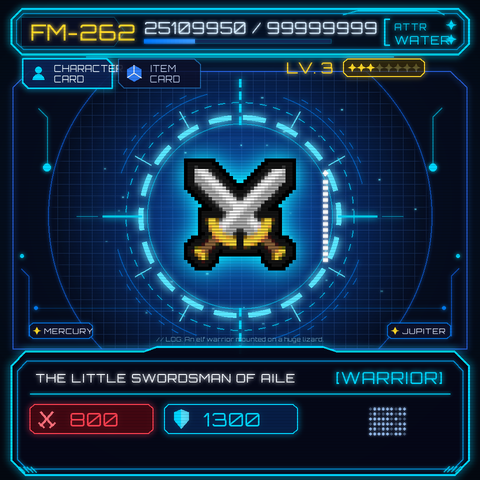 FM-262 25109950 / 99999999
ATTR
WATER
CHARACTER
CARD
ITEM
CARD
LV. 3
MERCURY
JUPITER
// LOG: An elf warrior mounted on a huge lizard.
THE LITTLE SWORDSMAN OF AILE
[WARRIOR]
800
1300